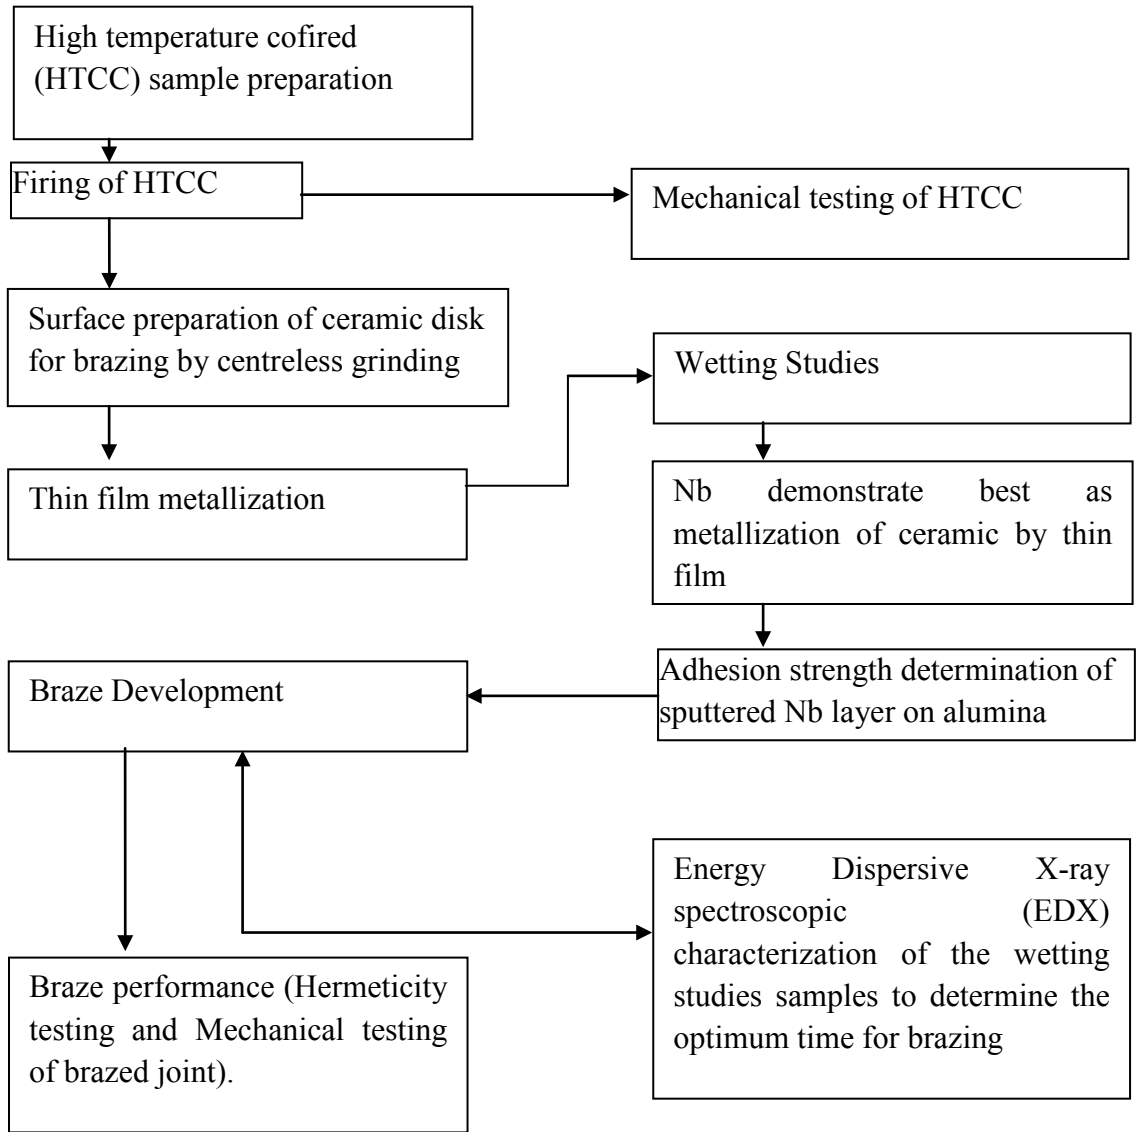 High temperature cofired
(HTCC) sample preparation
Firing of HTCC
Mechanical testing of HTCC
Surface preparation of ceramic disk
for brazing by centreless grinding
Wetting Studies
Thin film metallization
Nb demonstrate best as
metallization of ceramic by thin
film
Adhesion strength determination of
sputtered Nb layer on alumina
Braze Development
Energy Dispersive X-ray
spectroscopic (EDX)
characterization of the wetting
studies samples to determine the
optimum time for brazing
Braze performance (Hermeticity
testing and Mechanical testing
of brazed joint).